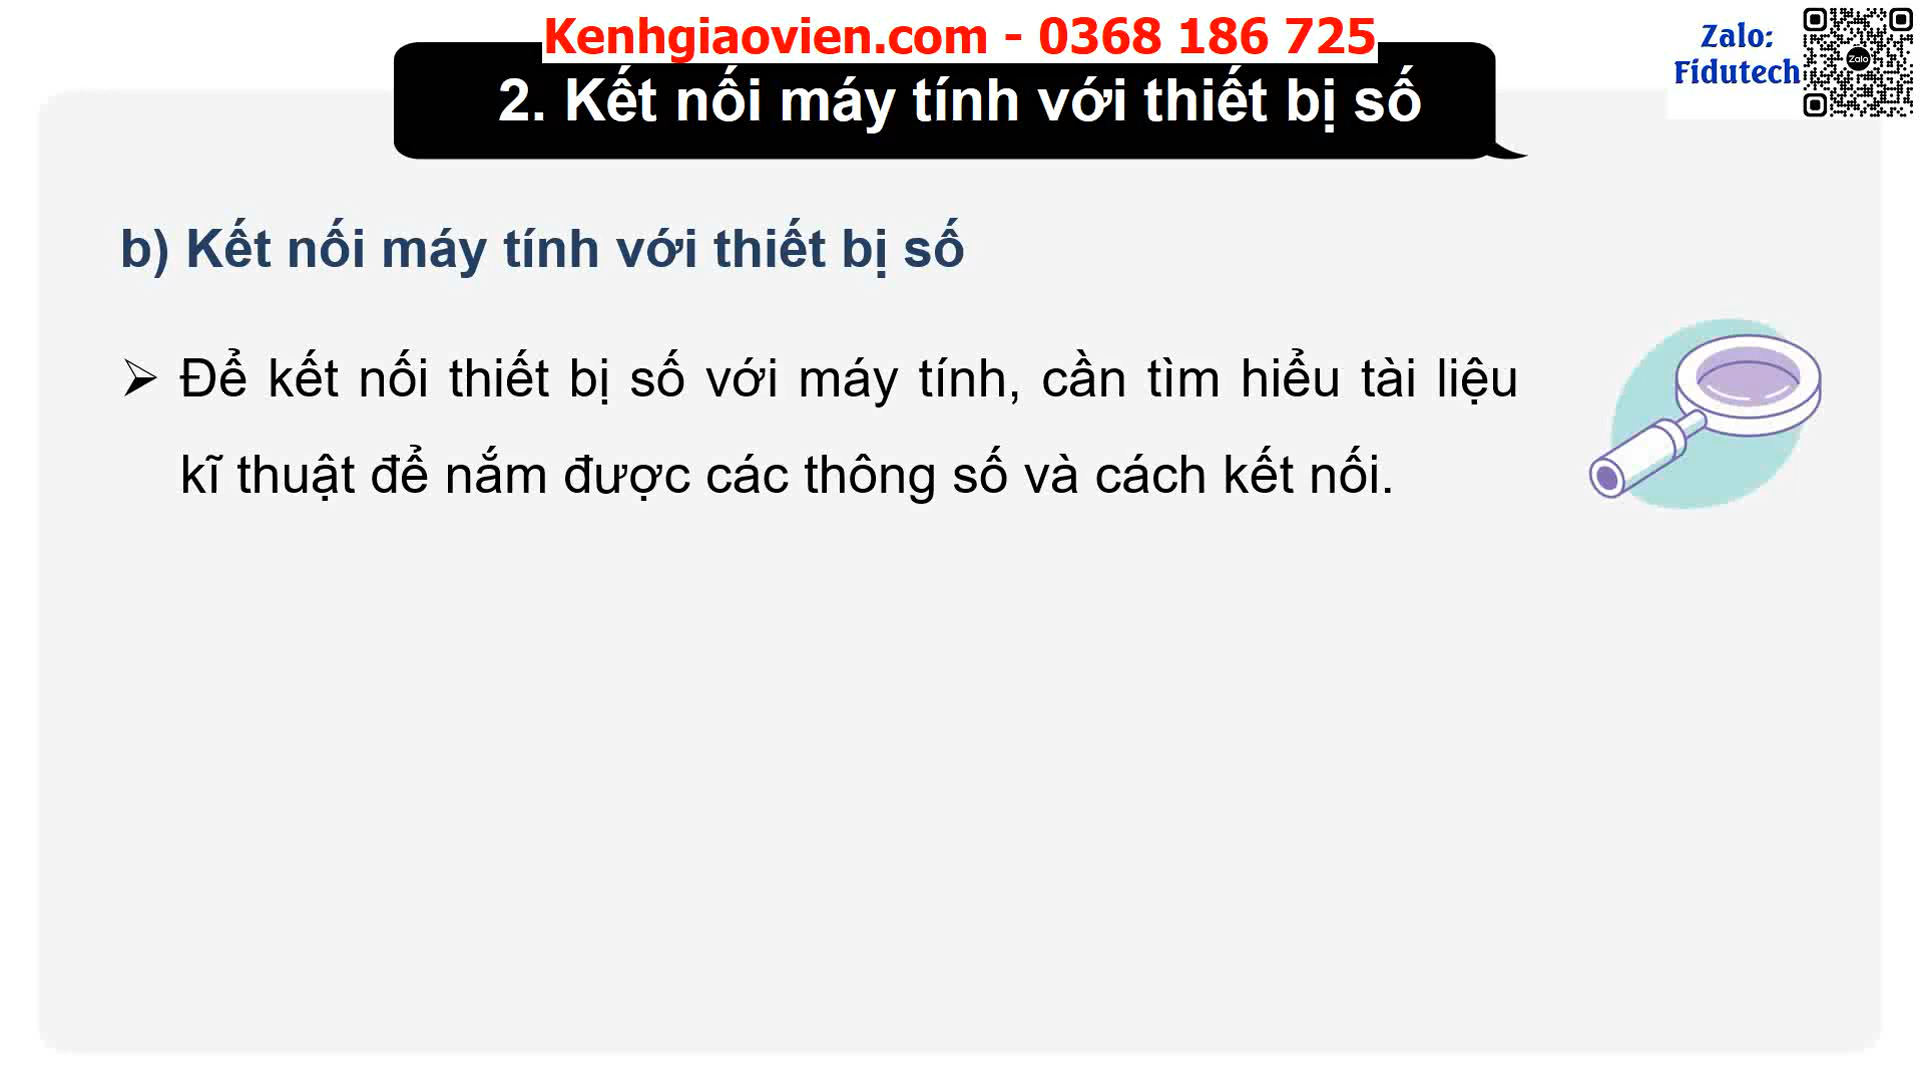 Kenhgiaovien.com - 0368 186 725
Zalo:
Fidutech
Zalo
2. Kết nối máy tính với thiết bị số
b) Kết nối máy tính với thiết bị số
➢ Để kết nối thiết bị số với máy tính, cần tìm hiểu tài liệu
kĩ thuật để nắm được các thông số và cách kết nối.